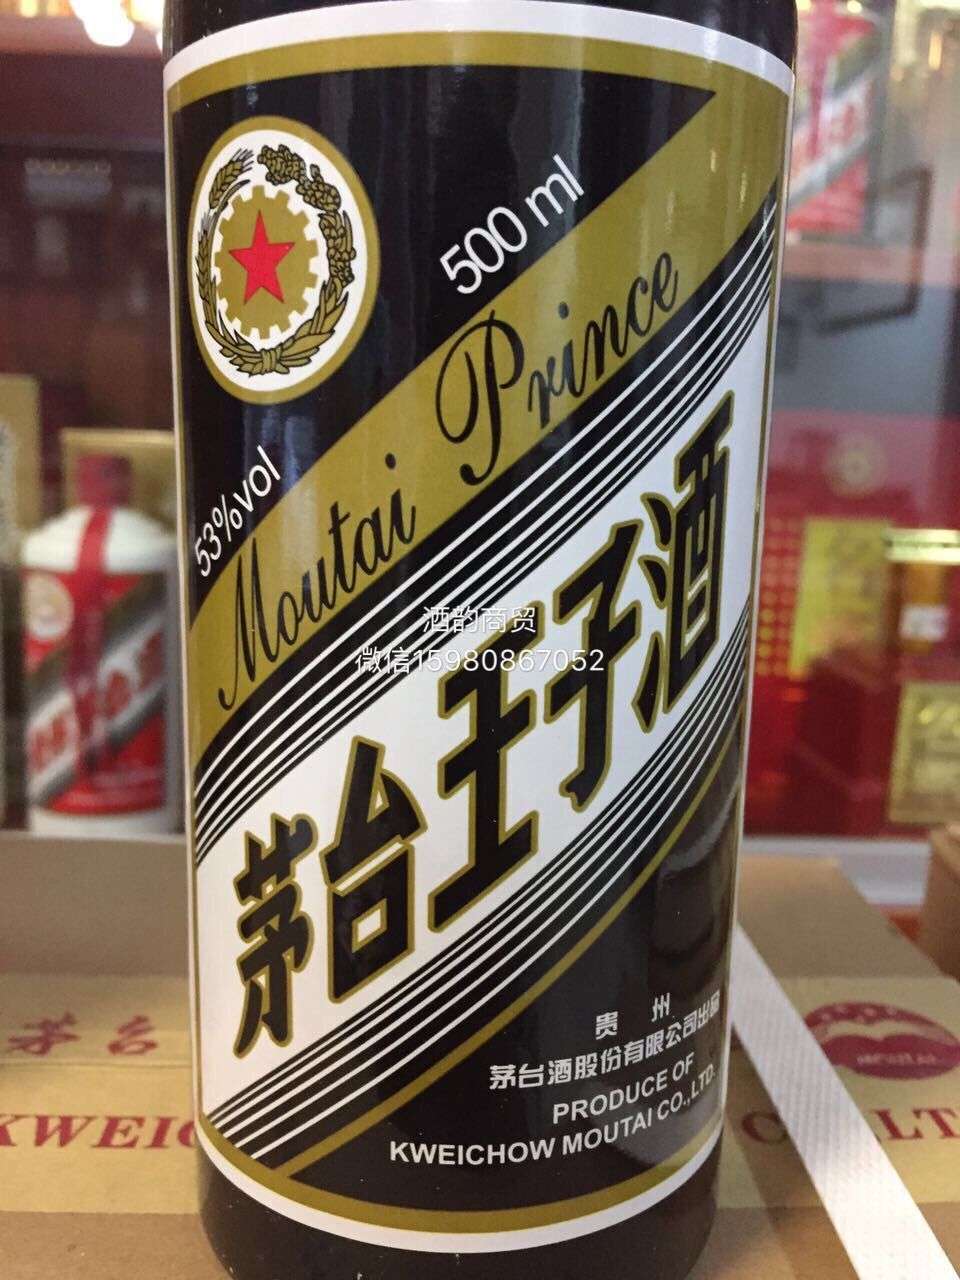 500 ml
53%vol
Moutai Prince
酒韵商贸
微信15980867052
茅台王子酒
贵州
茅台酒股份有限公司出品
PRODUCE OF
KWEICHOW MOUTAI CO.,LTD.
茅台
KWEIC